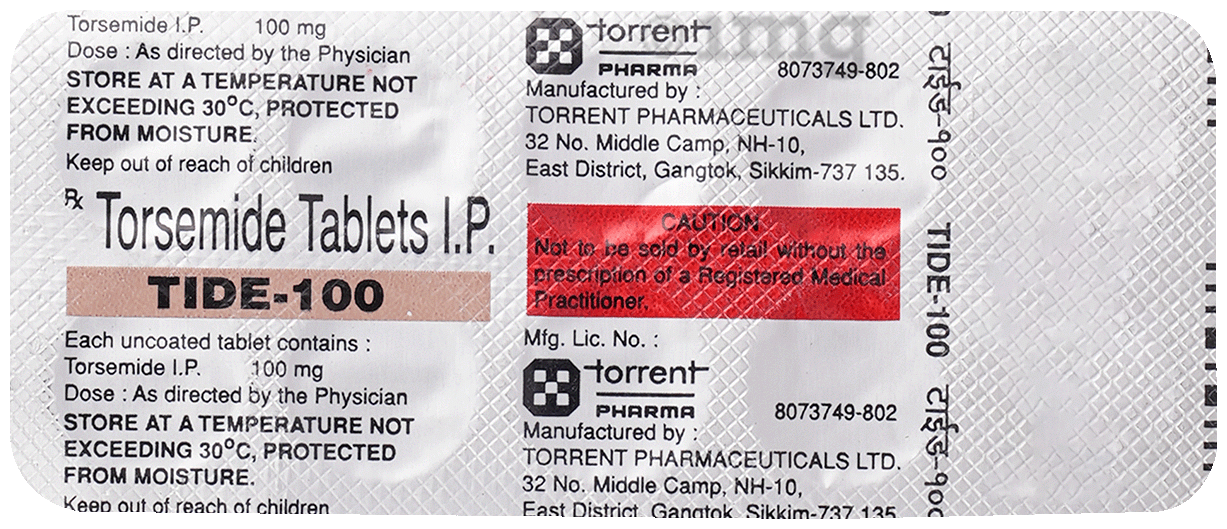 Torsemide I.P. 100 mg
Dose : As directed by the Physician
STORE AT A TEMPERATURE NOT
EXCEEDING 30°C, PROTECTED
FROM MOISTURE.
Keep out of reach of children
Rx Torsemide Tablets I.P.
TIDE-100
Each uncoated tablet contains :
Torsemide I.P. 100 mg
Dose : As directed by the Physician
STORE AT A TEMPERATURE NOT
EXCEEDING 30°C, PROTECTED
FROM MOISTURE.
Keep out of reach of children
torrent
PHARMA 8073749-802
Manufactured by :
TORRENT PHARMACEUTICALS LTD.
32 No. Middle Camp, NH-10,
East District, Gangtok, Sikkim-737 135.
CAUTION
Not to be sold by retail without the
prescription of a Registered Medical
Practitioner.
Mfg. Lic. No. :
torrent
PHARMA 8073749-802
Manufactured by :
TORRENT PHARMACEUTICALS LTD.
32 No. Middle Camp, NH-10,
East District, Gangtok, Sikkim-737 135
टाईड-१००
TIDE-100
टाईड-१००